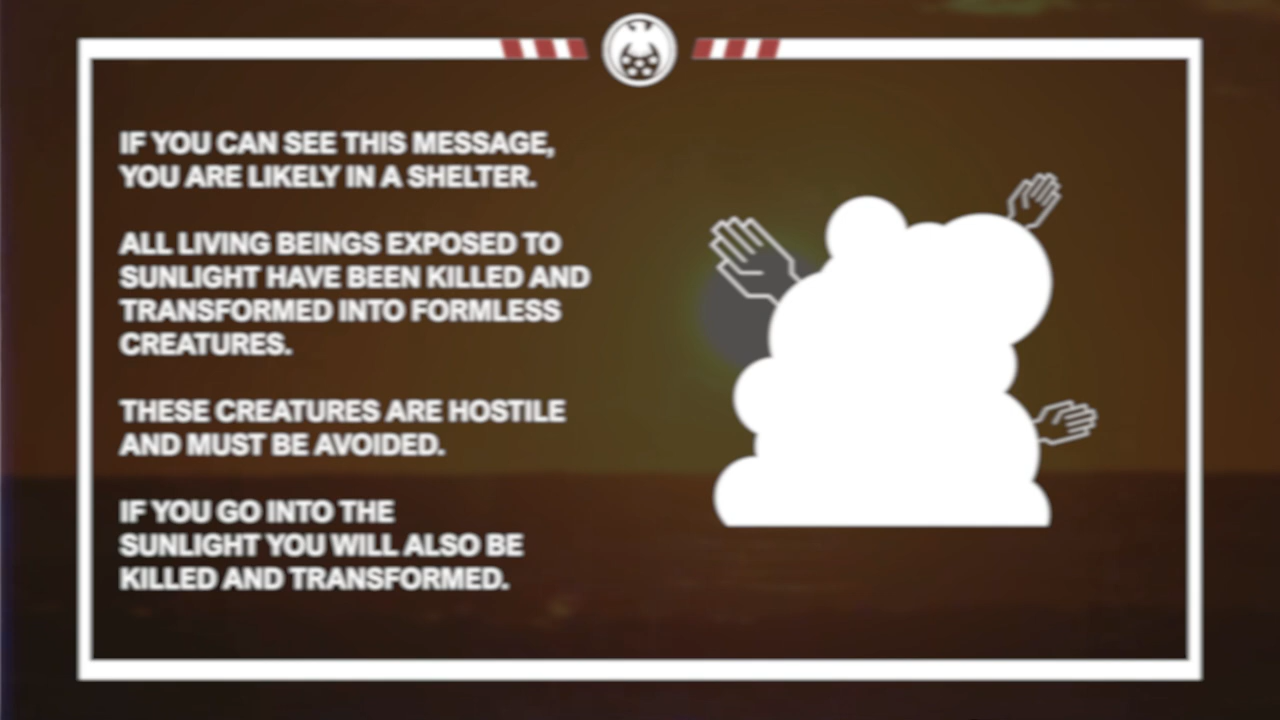 IF YOU CAN SEE THIS MESSAGE,
YOU ARE LIKELY IN A SHELTER.
ALL LIVING BEINGS EXPOSED TO
SUNLIGHT HAVE BEEN KILLED AND
TRANSFORMED INTO FORMLESS
CREATURES.
THESE CREATURES ARE HOSTILE
AND MUST BE AVOIDED.
IF YOU GO INTO THE
SUNLIGHT YOU WILL ALSO BE
KILLED AND TRANSFORMED.